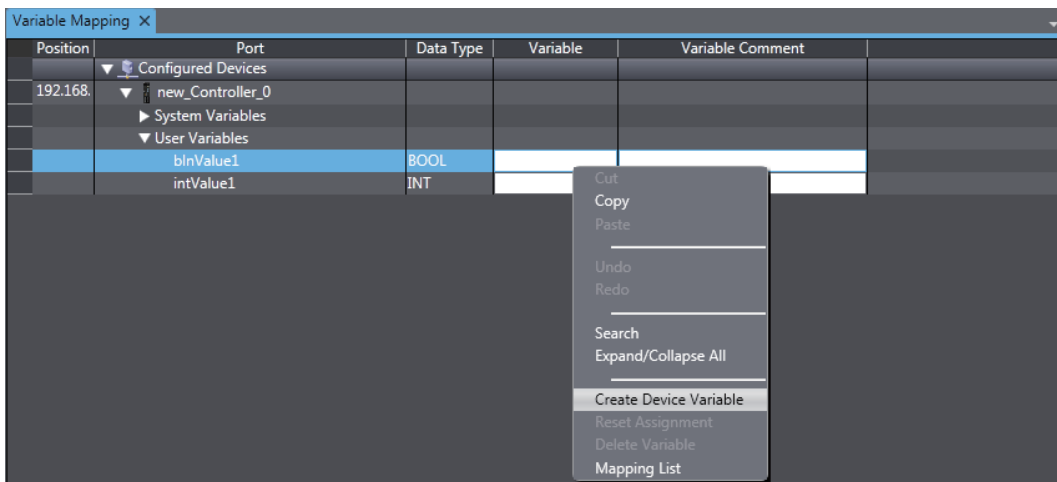 Variable Mapping X
Position Port Data Type Variable Variable Comment
Configured Devices
192.168. new_Controller_0
System Variables
User Variables
blnValue1 BOOL
intValue1 INT
Cut
Copy
Paste
Undo
Redo
Search
Expand/Collapse All
Create Device Variable
Reset Assignment
Delete Variable
Mapping List